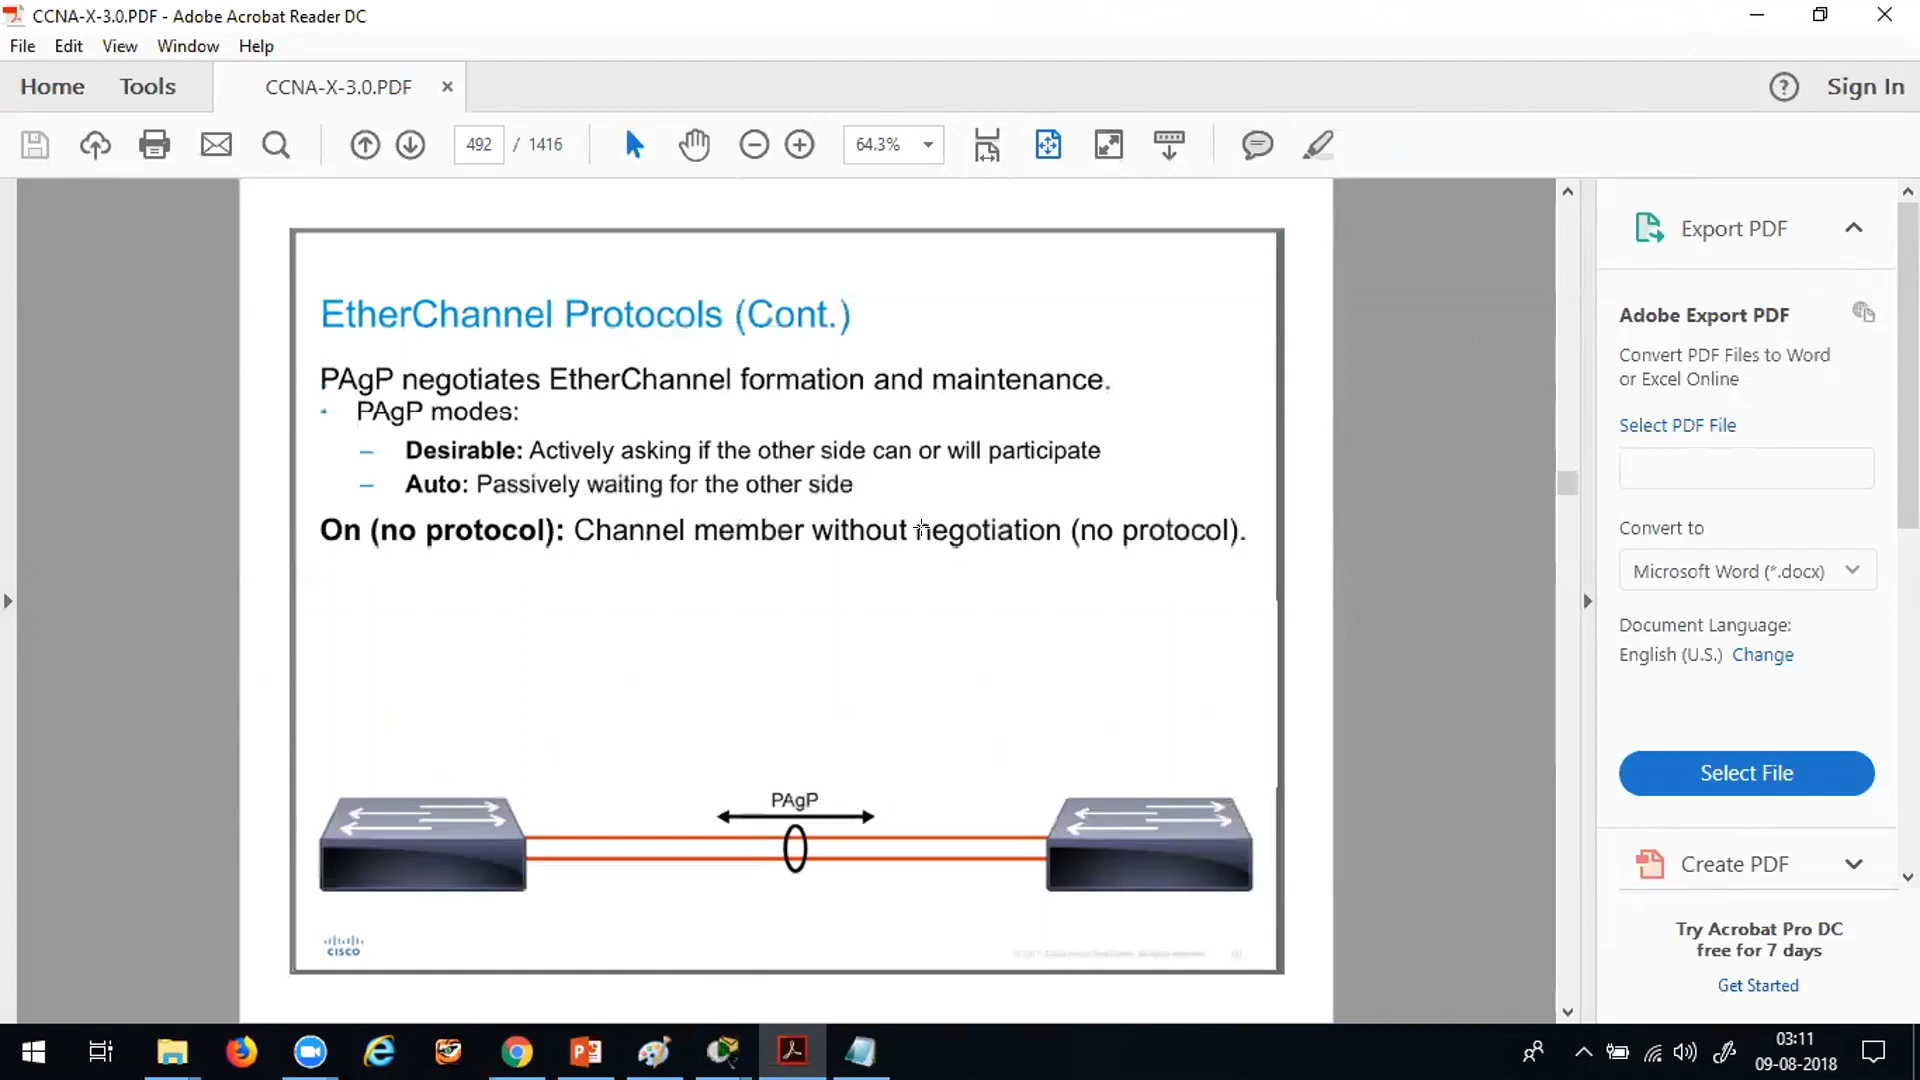 CCNA-X-3.0.PDF - Adobe Acrobat Reader DC
File Edit View Window Help
Home Tools CCNA-X-3.0.PDF × Sign In
492 / 1416 64.3%
EtherChannel Protocols (Cont.)
PAgP negotiates EtherChannel formation and maintenance.
• PAgP modes:
– Desirable: Actively asking if the other side can or will participate
– Auto: Passively waiting for the other side
On (no protocol): Channel member without negotiation (no protocol).
PAgP
CISCO
Export PDF
Adobe Export PDF
Convert PDF Files to Word
or Excel Online
Select PDF File
Convert to
Microsoft Word (*.docx)
Document Language:
English (U.S.) Change
Select File
Create PDF
Try Acrobat Pro DC
free for 7 days
Get Started
03:11
09-08-2018